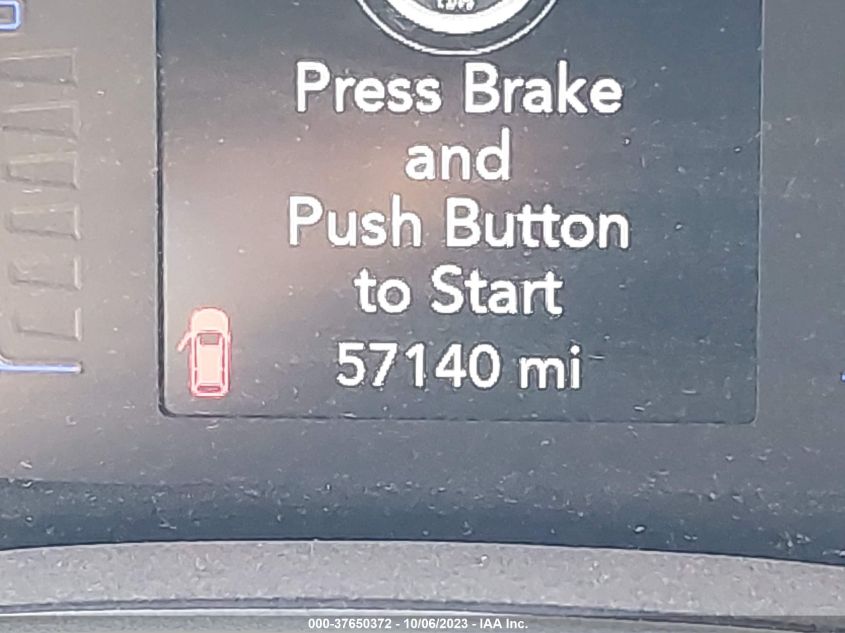 Press Brake
and
Push Button
to Start
57140 mi
000-37650372 - 10/06/2023 - IAA Inc.